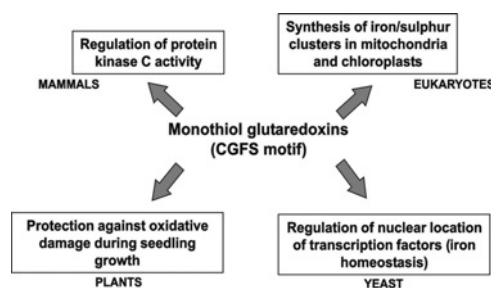 Regulation of protein
kinase C activity
MAMMALS
Synthesis of iron/sulphur
clusters in mitochondria
and chloroplasts
EUKARYOTES
Monothiol glutaredoxins
(CGFS motif)
Protection against oxidative
damage during seedling
growth
PLANTS
Regulation of nuclear location
of transcription factors (iron
homeostasis)
YEAST